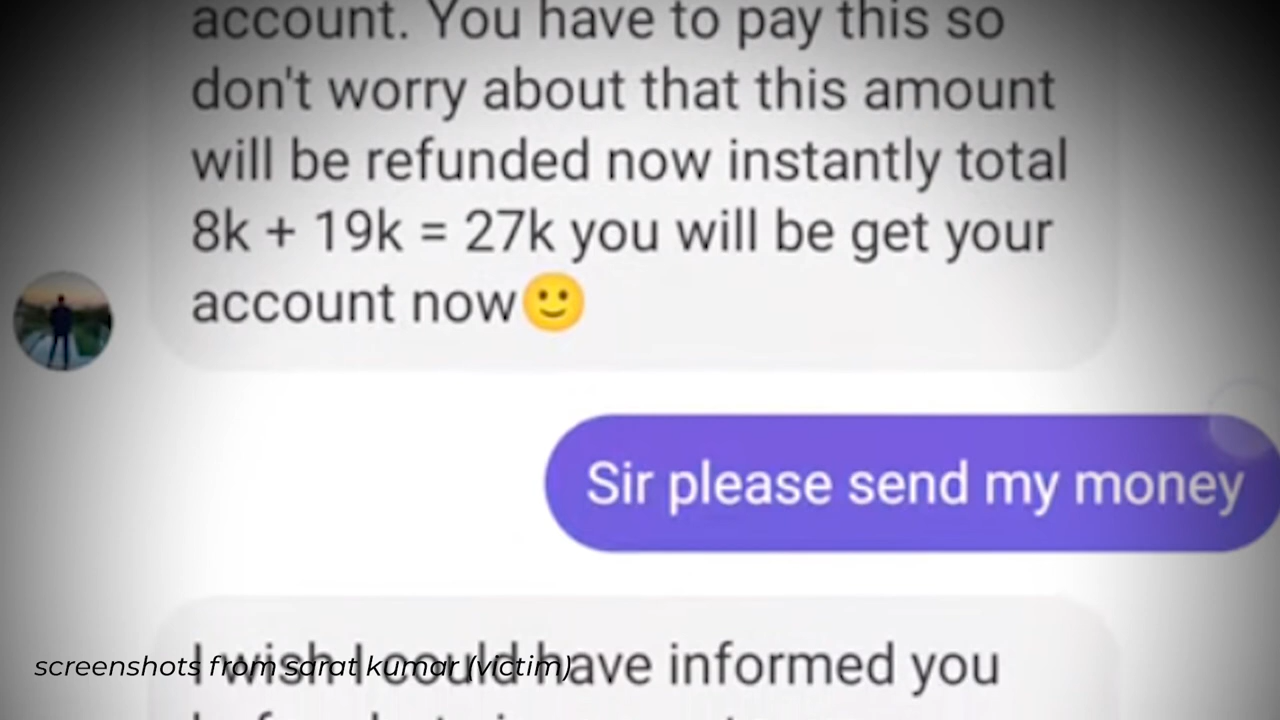 account. You have to pay this so
don't worry about that this amount
will be refunded now instantly total
8k + 19k = 27k you will be get your
account now🙂
Sir please send my money
I wish I could have informed you
screenshots from sarat kumar (victim)